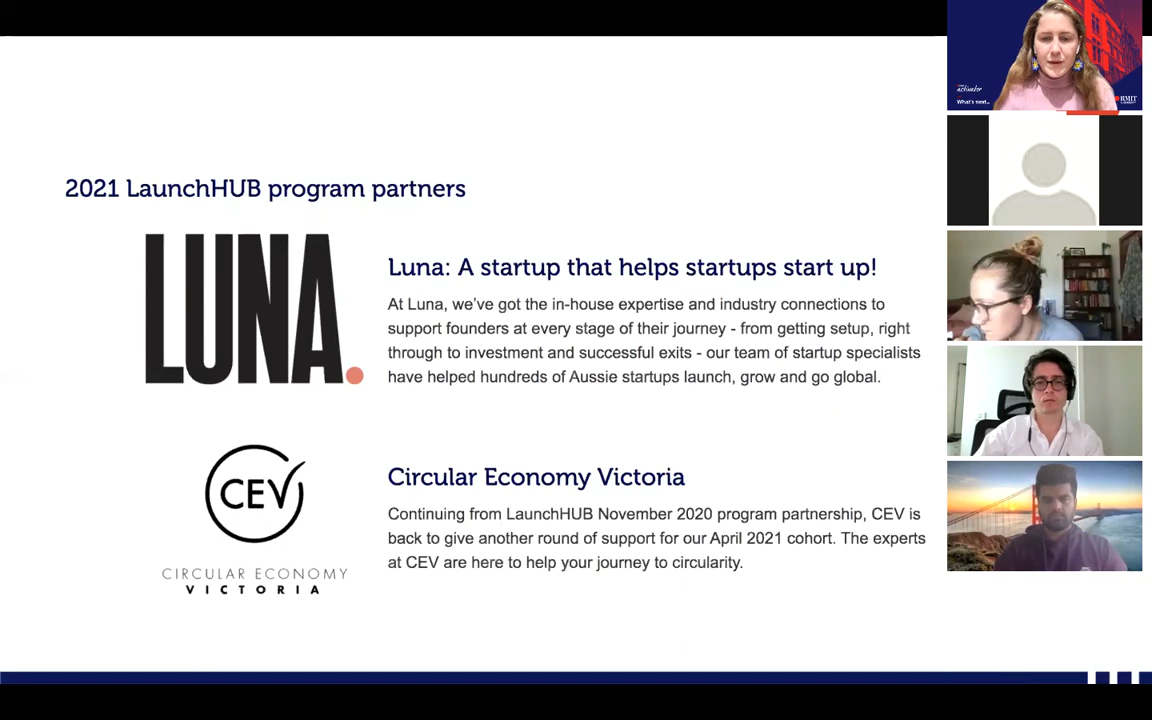 2021 LaunchHUB program partners
LUNA.
Luna: A startup that helps startups start up!
At Luna, we've got the in-house expertise and industry connections to
support founders at every stage of their journey - from getting setup, right
through to investment and successful exits - our team of startup specialists
have helped hundreds of Aussie startups launch, grow and go global.
CEV
CIRCULAR ECONOMY
VICTORIA
Circular Economy Victoria
Continuing from LaunchHUB November 2020 program partnership, CEV is
back to give another round of support for our April 2021 cohort. The experts
at CEV are here to help your journey to circularity.
activator
What's next...
RMIT